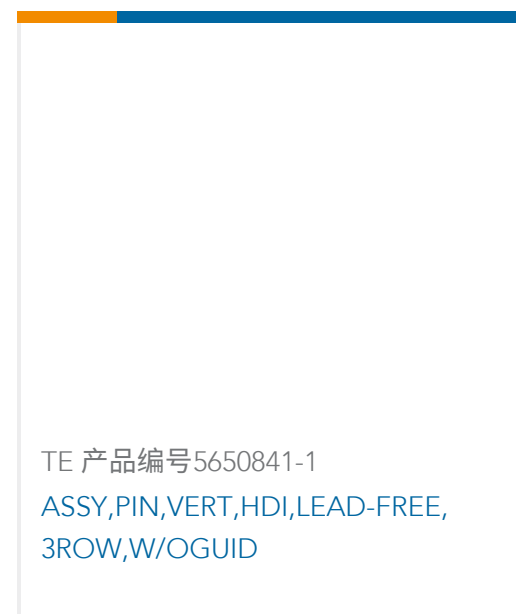 TE 产品编号5650841-1
ASSY,PIN,VERT,HDI,LEAD-FREE,
3ROW,W/OGUID